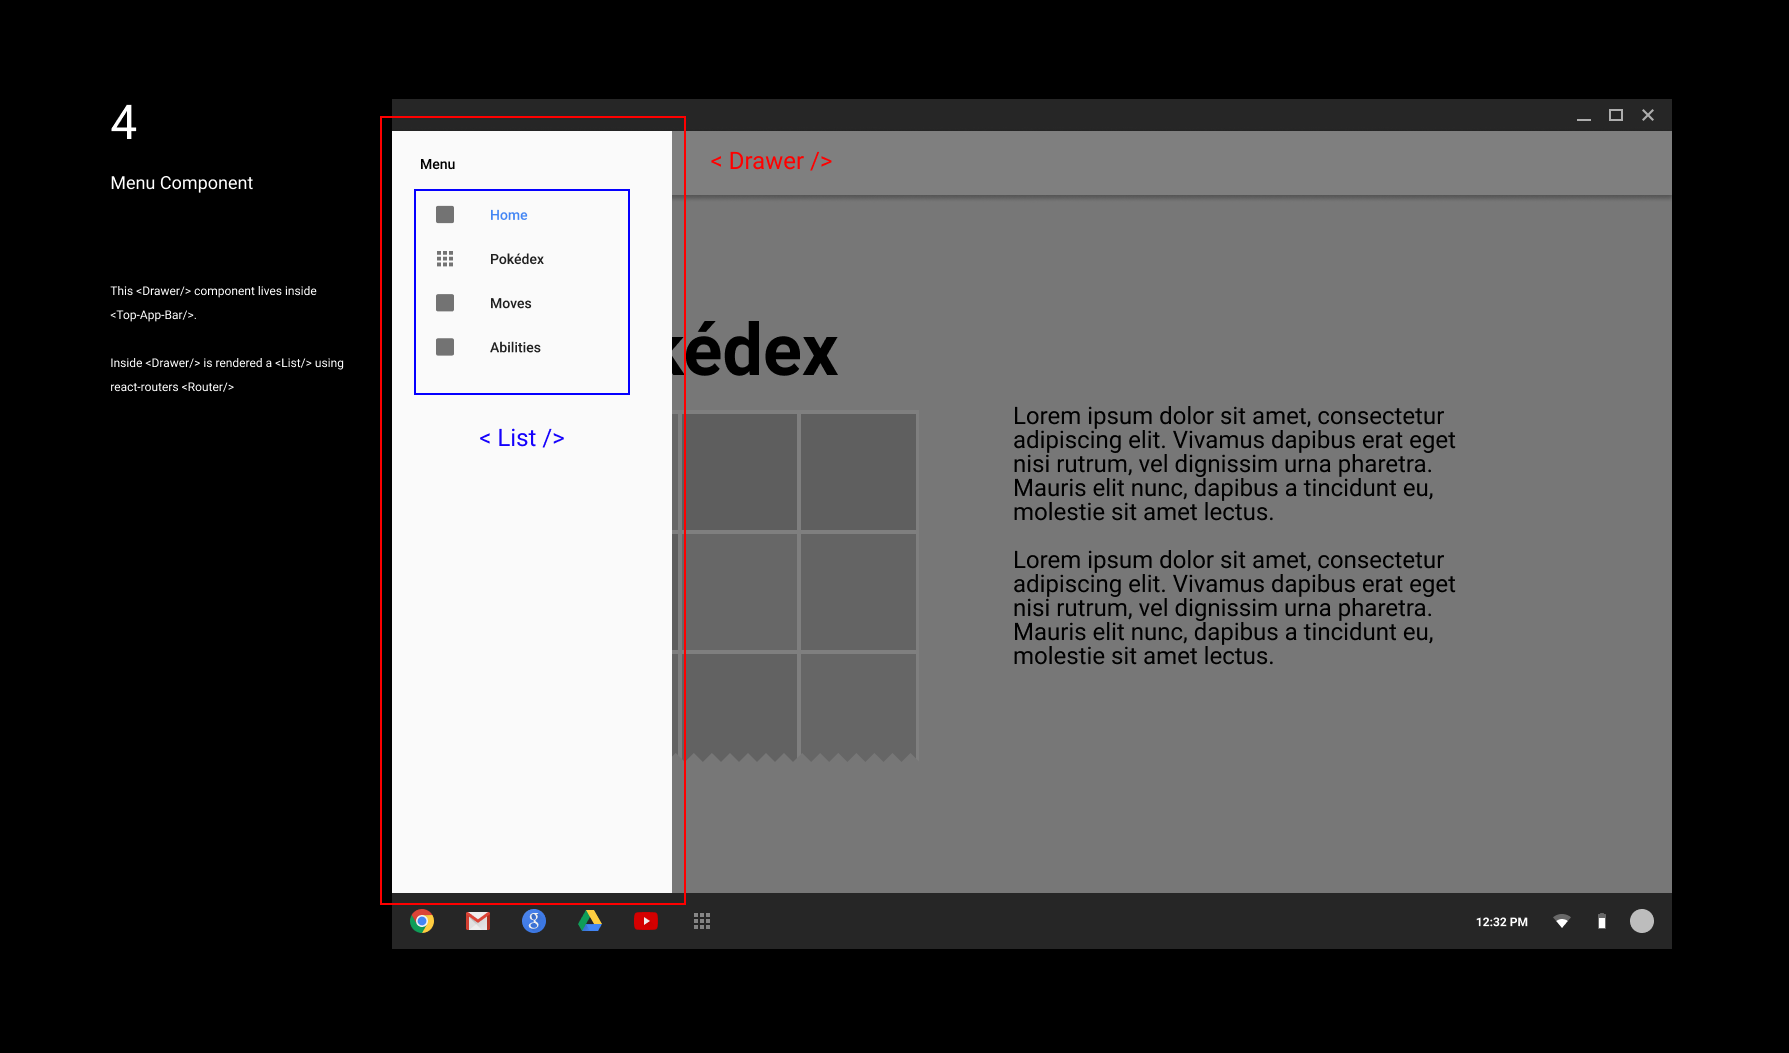 4
Menu Component
This <Drawer/> component lives inside
<Top-App-Bar/>.
Inside <Drawer/> is rendered a <List/> using
react-routers <Router/>
Menu
Home
Pokédex
Moves
Abilities
< List />
< Drawer />
kédex
Lorem ipsum dolor sit amet, consectetur
adipiscing elit. Vivamus dapibus erat eget
nisi rutrum, vel dignissim urna pharetra.
Mauris elit nunc, dapibus a tincidunt eu,
molestie sit amet lectus.
Lorem ipsum dolor sit amet, consectetur
adipiscing elit. Vivamus dapibus erat eget
nisi rutrum, vel dignissim urna pharetra.
Mauris elit nunc, dapibus a tincidunt eu,
molestie sit amet lectus.
g
12:32 PM